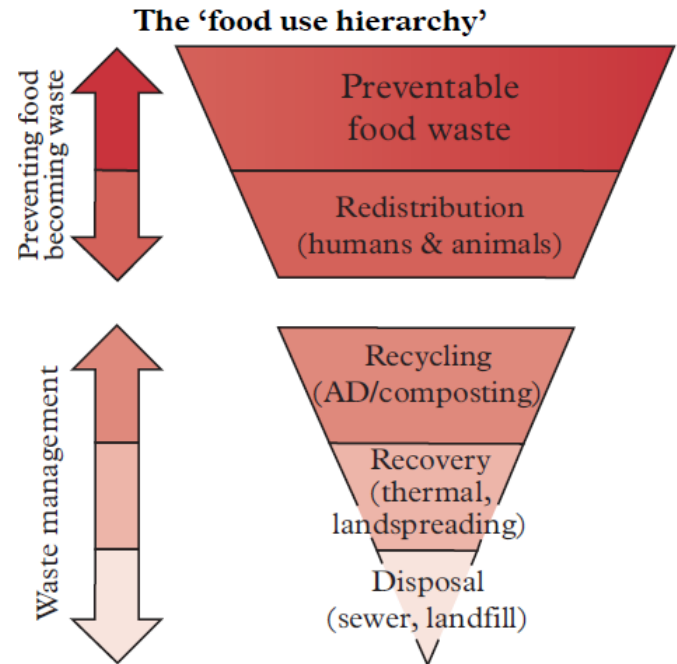 The ‘food use hierarchy’
Preventing food
becoming waste
Preventable
food waste
Redistribution
(humans & animals)
Waste management
Recycling
(AD/composting)
Recovery
(thermal,
landspreading)
Disposal
(sewer, landfill)